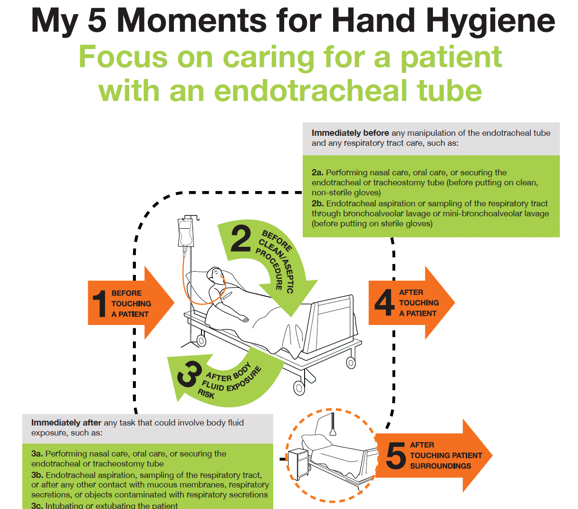 My 5 Moments for Hand Hygiene
Focus on caring for a patient
with an endotracheal tube
Immediately before any manipulation of the endotracheal tube
and any respiratory tract care, such as:
2a. Performing nasal care, oral care, or securing the
endotracheal or tracheostomy tube (before putting on clean,
non-sterile gloves)
2b. Endotracheal aspiration or sampling of the respiratory tract
through bronchoalveolar lavage or mini-bronchoalveolar lavage
(before putting on sterile gloves)
2
BEFORE
CLEAN/ASEPTIC
PROCEDURE
1
BEFORE
TOUCHING
A PATIENT
4
AFTER
TOUCHING
A PATIENT
3
AFTER BODY
FLUID EXPOSURE
RISK
Immediately after any task that could involve body fluid
exposure, such as:
3a. Performing nasal care, oral care, or securing the
endotracheal or tracheostomy tube
3b. Endotracheal aspiration, sampling of the respiratory tract,
or after any other contact with mucous membranes, respiratory
secretions, or objects contaminated with respiratory secretions
3c. Intubating or extubating the patient
5
AFTER
TOUCHING PATIENT
SURROUNDINGS